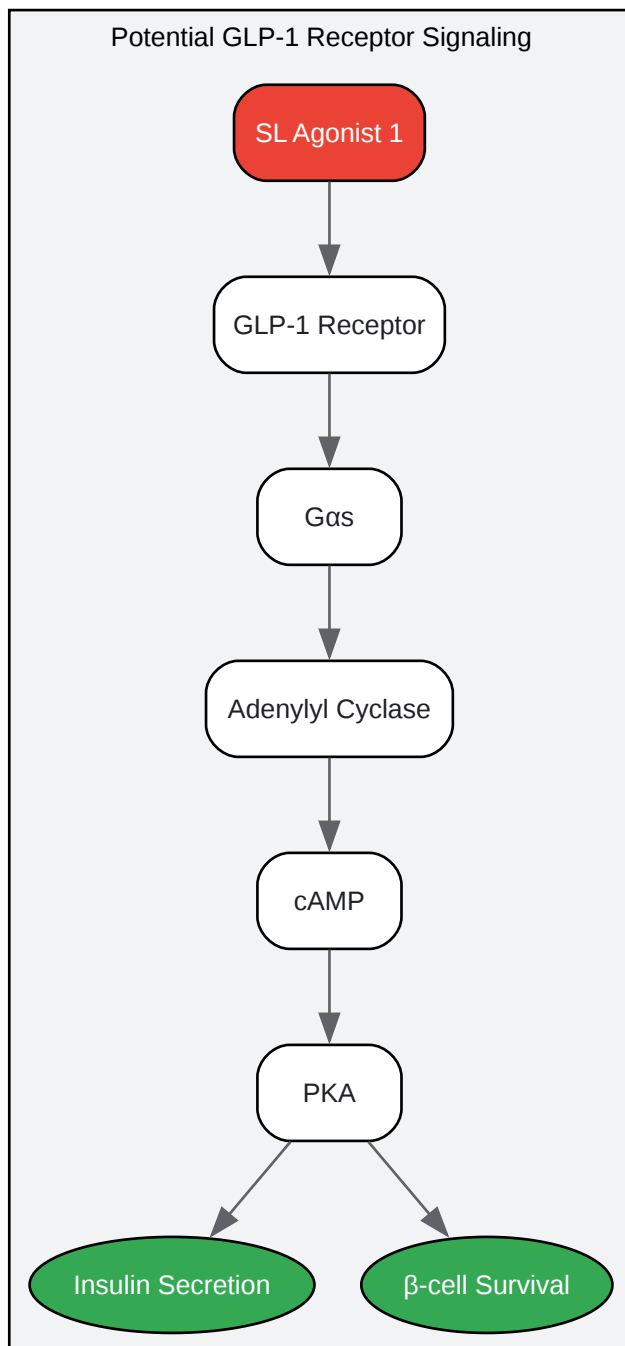 Potential GLP-1 Receptor Signaling
SL Agonist 1
GLP-1 Receptor
Gαs
Adenylyl Cyclase
cAMP
PKA
Insulin Secretion
β-cell Survival